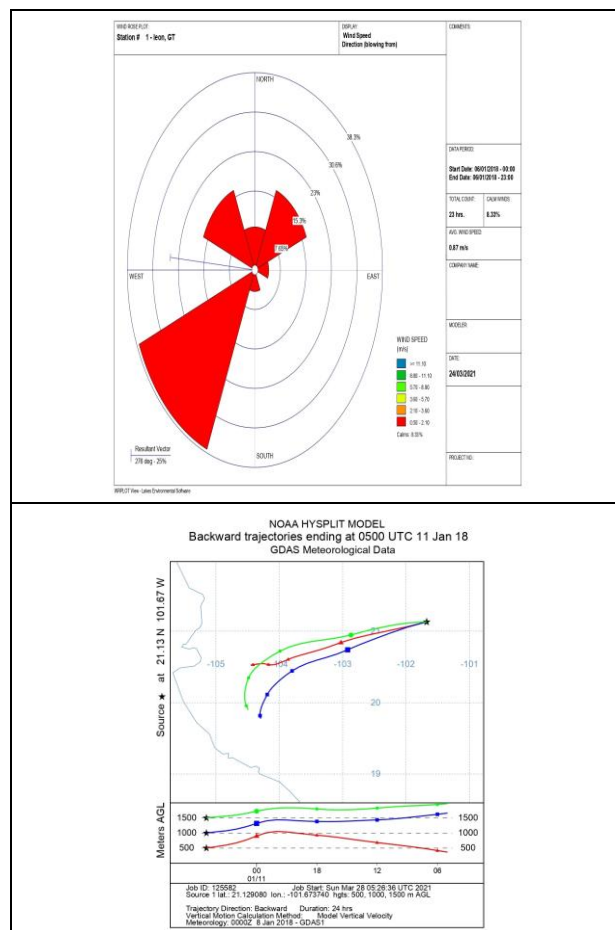 WIND ROSE PLOT:
Station # 1 - leon, GT
DISPLAY:
Wind Speed
Direction (blowing from)
COMMENTS:
NORTH
38.3%
30.6%
23%
15.3%
7.65%
WEST
EAST
SOUTH
DATA PERIOD:
Start Date: 06/01/2018 - 00:00
End Date: 06/01/2018 - 23:00
TOTAL COUNT:
CALM WINDS:
23 hrs.
8.33%
AVG. WIND SPEED:
0.87 m/s
COMPANY NAME:
MODELER:
DATE:
24/03/2021
PROJECT NO.:
WIND SPEED
(m/s)
>= 11.10
8.80 - 11.10
5.70 - 8.80
3.60 - 5.70
2.10 - 3.60
0.50 - 2.10
Calms: 8.33%
Resultant Vector
276 deg - 25%
WRPLOT View - Lakes Environmental Software
NOAA HYSPLIT MODEL
Backward trajectories ending at 0500 UTC 11 Jan 18
GDAS Meteorological Data
Source ★ at 21.13 N 101.67 W
21
-105
-104
-103
-102
-101
20
19
Meters AGL
1500
1000
500
1500
1000
500
00
18
12
06
01/11
Job ID: 125582 Job Start: Sun Mar 28 05:26:36 UTC 2021
Source 1 lat.: 21.129080 lon.: -101.673740 hgts: 500, 1000, 1500 m AGL
Trajectory Direction: Backward Duration: 24 hrs
Vertical Motion Calculation Method: Model Vertical Velocity
Meteorology: 0000Z 8 Jan 2018 - GDAS1